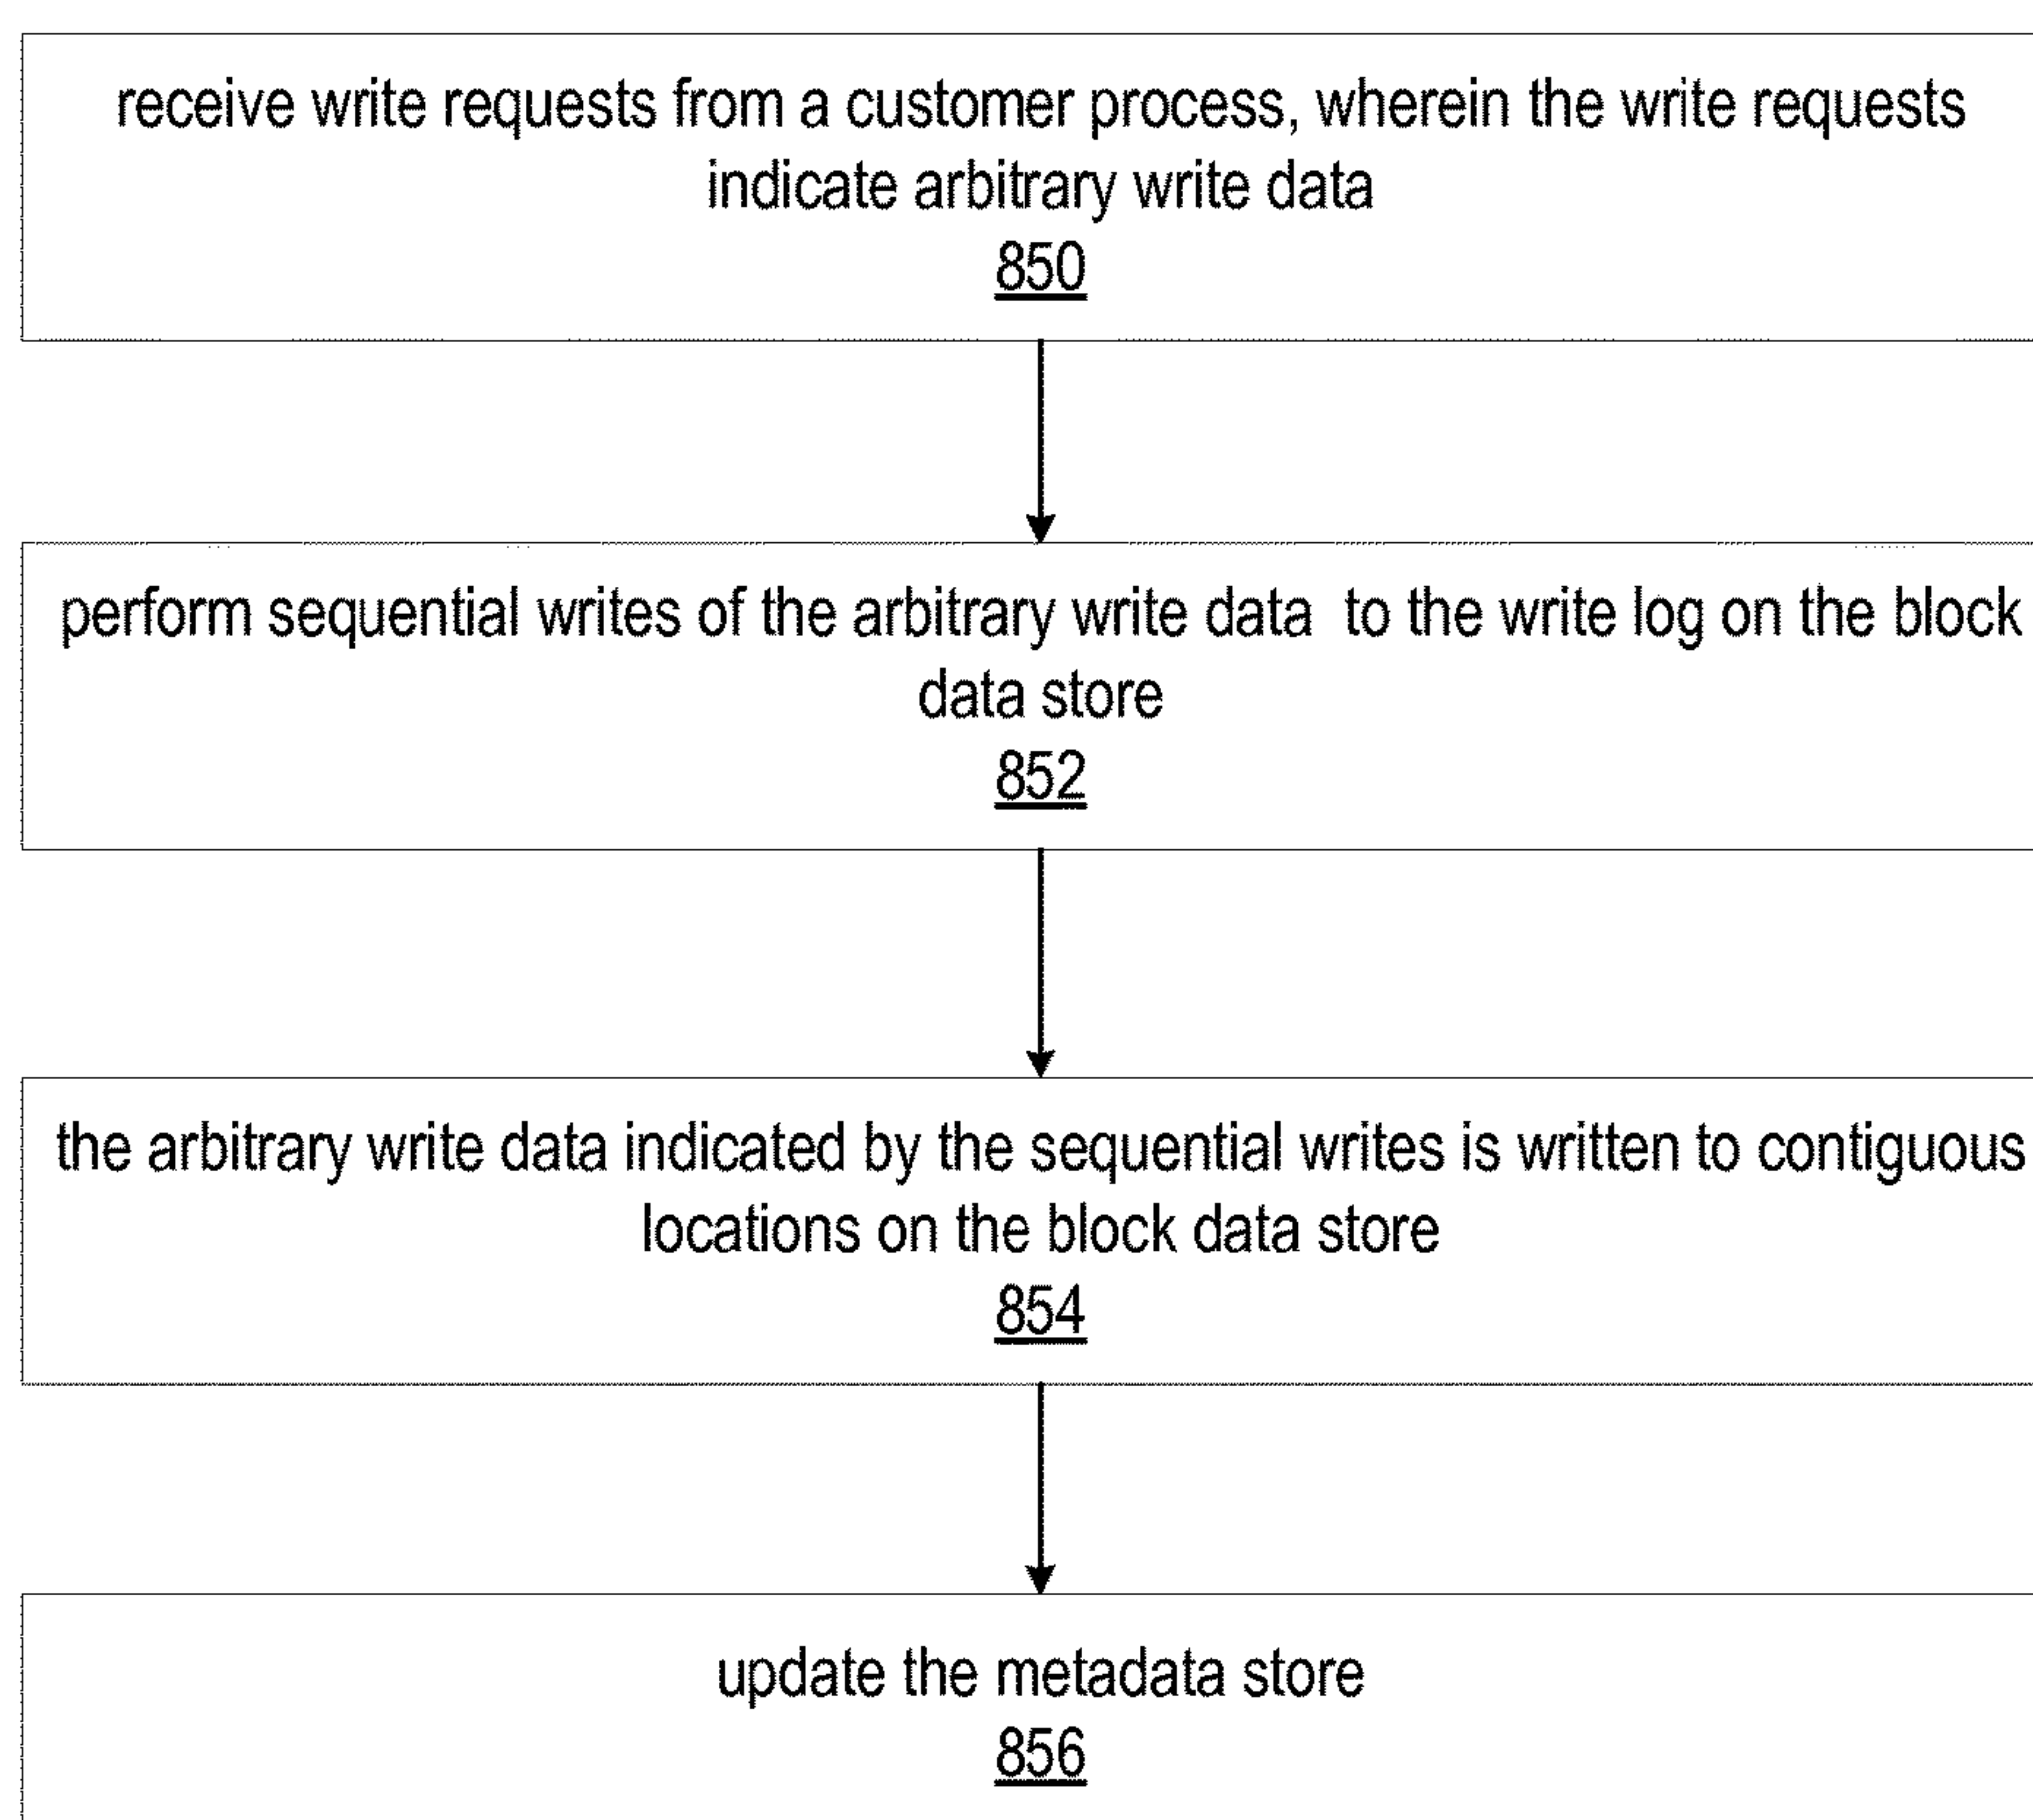 receive write requests from a customer process, wherein the write requests
indicate arbitrary write data
850
perform sequential writes of the arbitrary write data to the write log on the block
data store
852
the arbitrary write data indicated by the sequential writes is written to contiguous
locations on the block data store
854
update the metadata store
856